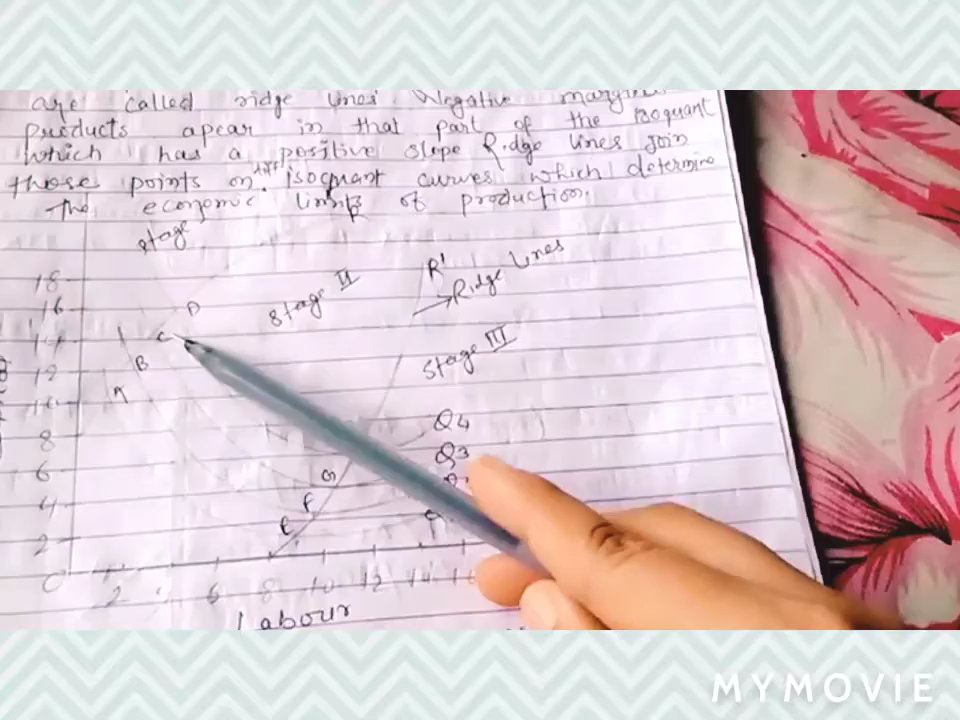 are called ridge lines Negative marginal
products apear in that part of the isoquant
which has a positive slope Ridge lines join
those points on diff. isoquant curves which determine
The economic limits of production.
R
stage
18
R'
Ridge Lines
Stage II
16
D
14
C
Stage III
12
B
10
A
8
Q4
6
Q3
G
4
F
E
2
0
2 4 6 8 10 12 14 16
Labour
MYMOVIE